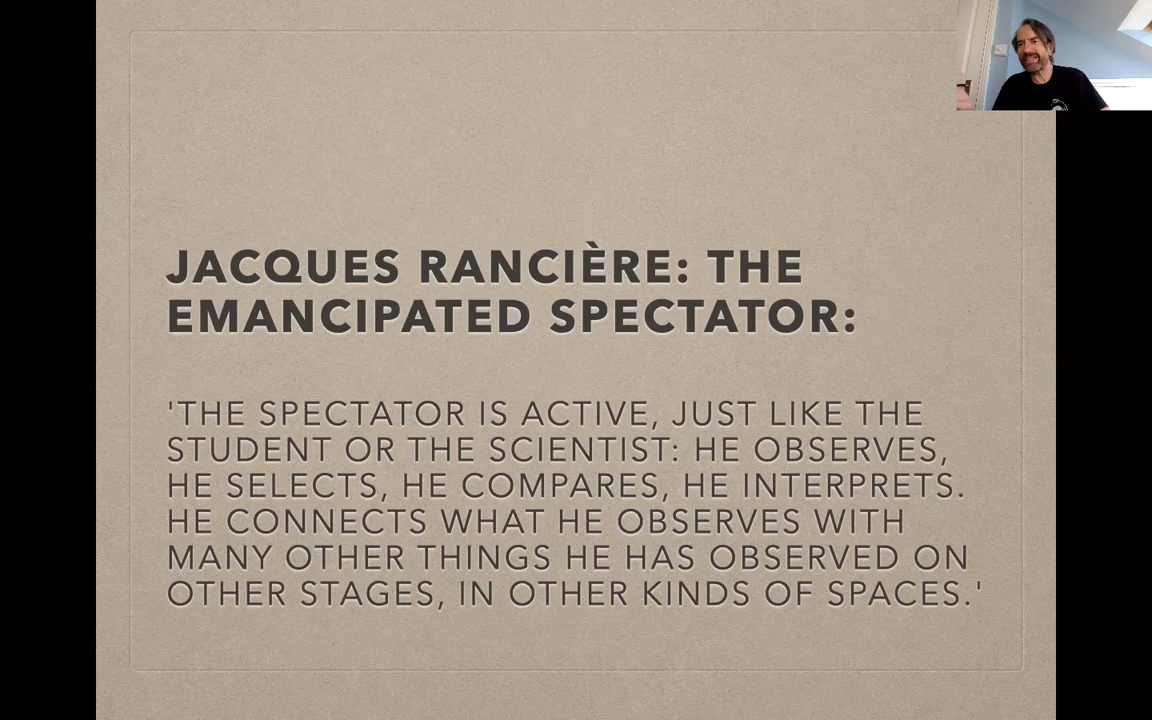 JACQUES RANCIÈRE: THE
EMANCIPATED SPECTATOR:
'THE SPECTATOR IS ACTIVE, JUST LIKE THE
STUDENT OR THE SCIENTIST: HE OBSERVES,
HE SELECTS, HE COMPARES, HE INTERPRETS.
HE CONNECTS WHAT HE OBSERVES WITH
MANY OTHER THINGS HE HAS OBSERVED ON
OTHER STAGES, IN OTHER KINDS OF SPACES.'